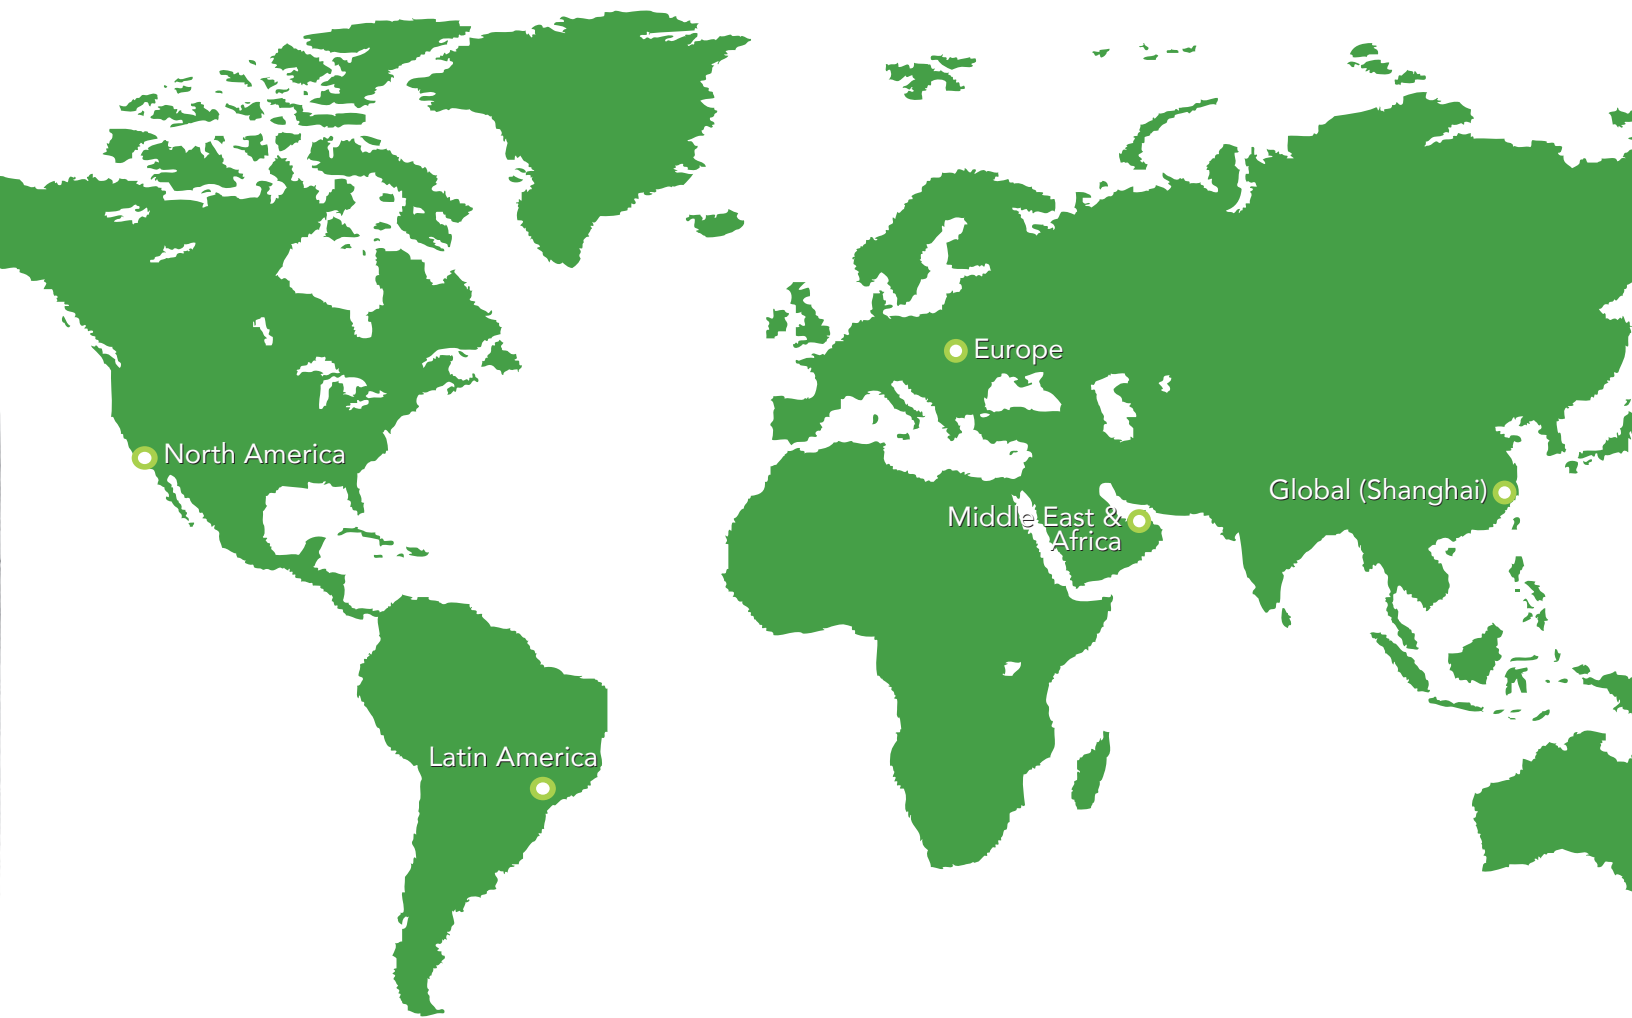 Europe
North America
Global (Shanghai)
Middle East &
Africa
Latin America